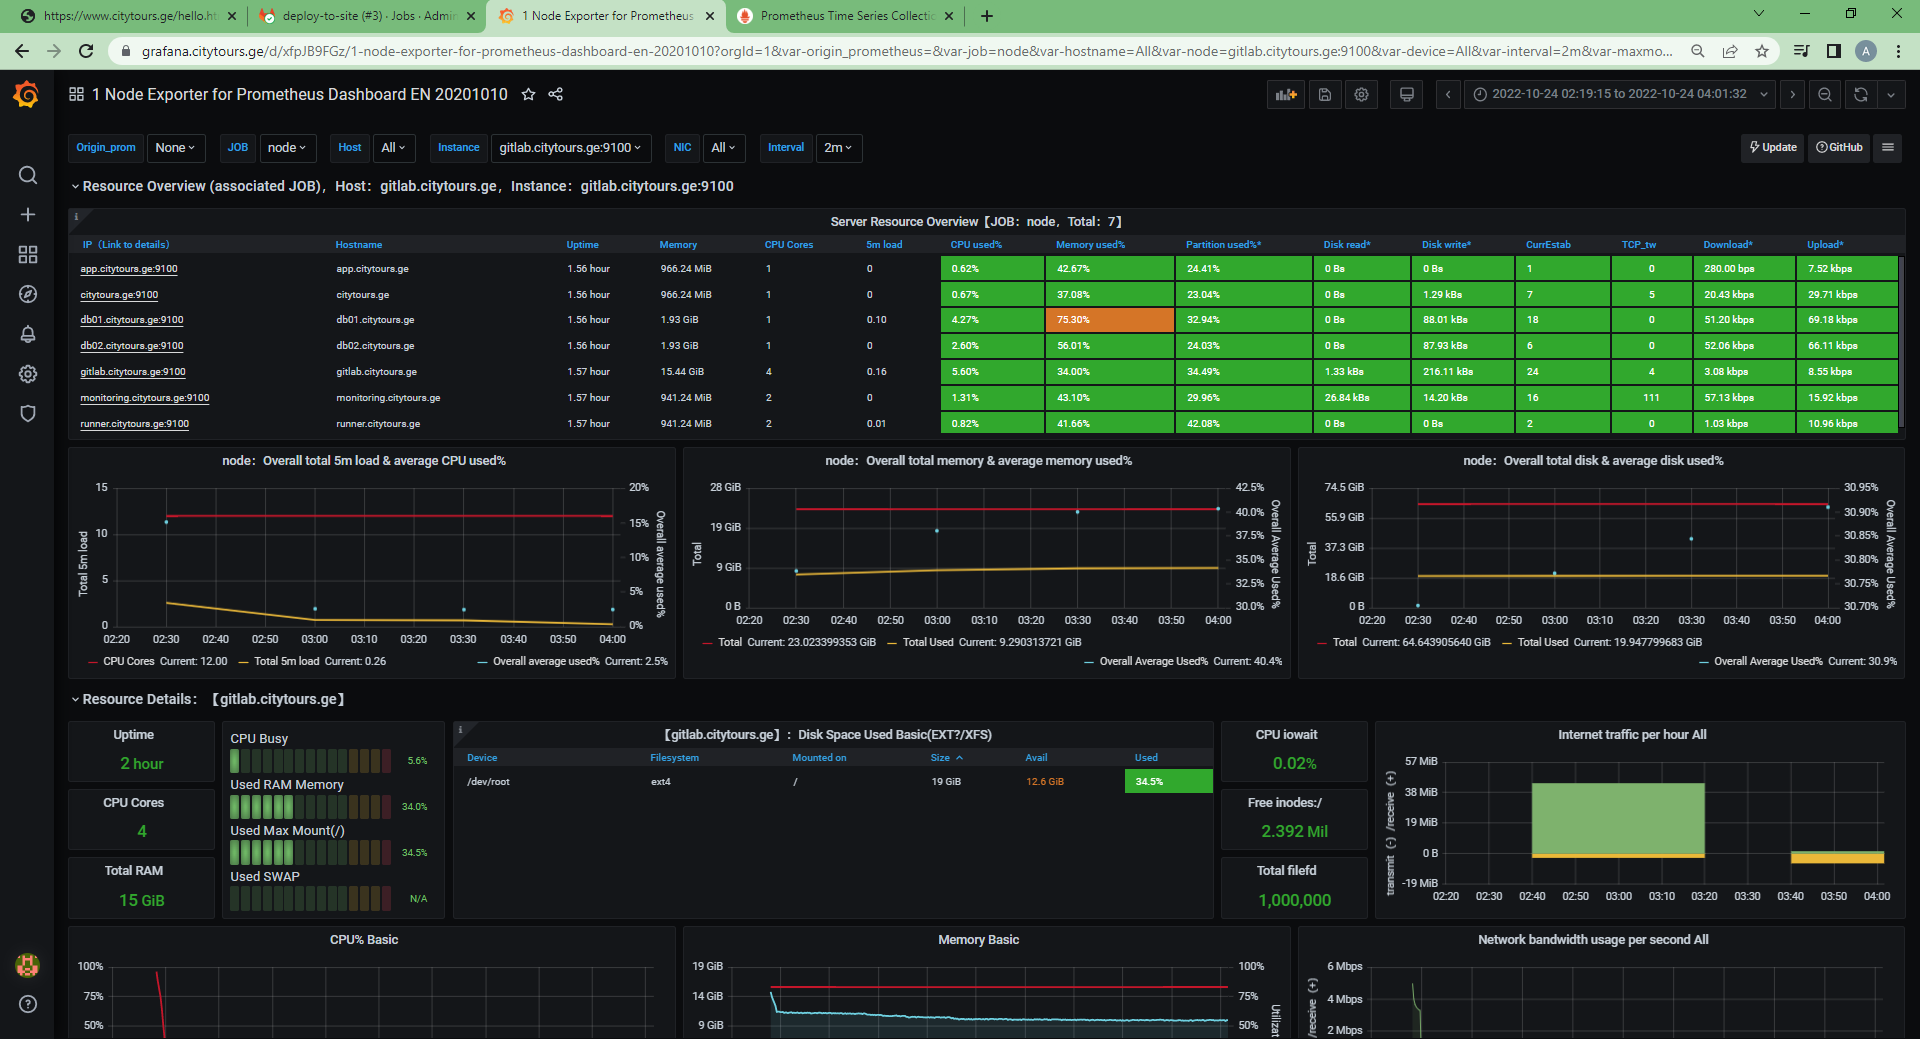 https://www.citytours.ge/hello.ht
deploy-to-site (#3) · Jobs · Admin
1 Node Exporter for Prometheus
Prometheus Time Series Collectic
grafana.citytours.ge/d/xfpJB9FGz/1-node-exporter-for-prometheus-dashboard-en-20201010?orgId=1&var-origin_prometheus=&var-job=node&var-hostname=All&var-node=gitlab.citytours.ge:9100&var-device=All&var-interval=2m&var-maxmo...
A
1 Node Exporter for Prometheus Dashboard EN 20201010
2022-10-24 02:19:15 to 2022-10-24 04:01:32
Origin_prom None JOB node Host All Instance gitlab.citytours.ge:9100 NIC All Interval 2m Update GitHub
Resource Overview (associated JOB)，Host：gitlab.citytours.ge，Instance：gitlab.citytours.ge:9100
Server Resource Overview【JOB：node，Total：7】
IP（Link to details） Hostname Uptime Memory CPU Cores 5m load CPU used% Memory used% Partition used%* Disk read* Disk write* CurrEstab TCP_tw Download* Upload*
app.citytours.ge:9100 app.citytours.ge 1.56 hour 966.24 MiB 1 0 0.62% 42.67% 24.41% 0 Bs 0 Bs 1 0 280.00 bps 7.52 kbps
citytours.ge:9100 citytours.ge 1.56 hour 966.24 MiB 1 0 0.67% 37.08% 23.04% 0 Bs 1.29 kBs 7 5 20.43 kbps 29.71 kbps
db01.citytours.ge:9100 db01.citytours.ge 1.56 hour 1.93 GiB 1 0.10 4.27% 75.30% 32.94% 0 Bs 88.01 kBs 18 0 51.20 kbps 69.18 kbps
db02.citytours.ge:9100 db02.citytours.ge 1.56 hour 1.93 GiB 1 0 2.60% 56.01% 24.03% 0 Bs 87.93 kBs 6 0 52.06 kbps 66.11 kbps
gitlab.citytours.ge:9100 gitlab.citytours.ge 1.57 hour 15.44 GiB 4 0.16 5.60% 34.00% 34.49% 1.33 kBs 216.11 kBs 24 4 3.08 kbps 8.55 kbps
monitoring.citytours.ge:9100 monitoring.citytours.ge 1.57 hour 941.24 MiB 2 0 1.31% 43.10% 29.96% 26.84 kBs 14.20 kBs 16 111 57.13 kbps 15.92 kbps
runner.citytours.ge:9100 runner.citytours.ge 1.57 hour 941.24 MiB 2 0.01 0.82% 41.66% 42.08% 0 Bs 0 Bs 2 0 1.03 kbps 10.96 kbps
node：Overall total 5m load & average CPU used%
15 10 5 0
20% 15% 10% 5% 0%
Total 5m load
Overall average used%
02:20 02:30 02:40 02:50 03:00 03:10 03:20 03:30 03:40 03:50 04:00
CPU Cores Current: 12.00 Total 5m load Current: 0.26
Overall average used% Current: 2.5%
node：Overall total memory & average memory used%
28 GiB 19 GiB 9 GiB 0 B
42.5% 40.0% 37.5% 35.0% 32.5% 30.0%
Total
Overall Average Used%
02:20 02:30 02:40 02:50 03:00 03:10 03:20 03:30 03:40 03:50 04:00
Total Current: 23.023399353 GiB Total Used Current: 9.290313721 GiB
Overall Average Used% Current: 40.4%
node：Overall total disk & average disk used%
74.5 GiB 55.9 GiB 37.3 GiB 18.6 GiB 0 B
30.95% 30.90% 30.85% 30.80% 30.75% 30.70%
Total
Overall Average Used%
02:20 02:30 02:40 02:50 03:00 03:10 03:20 03:30 03:40 03:50 04:00
Total Current: 64.643905640 GiB Total Used Current: 19.947799683 GiB
Overall Average Used% Current: 30.9%
Resource Details：【gitlab.citytours.ge】
Uptime
2 hour
CPU Cores
4
Total RAM
15 GiB
CPU Busy
5.6%
Used RAM Memory
34.0%
Used Max Mount(/)
34.5%
Used SWAP
N/A
【gitlab.citytours.ge】：Disk Space Used Basic(EXT?/XFS)
Device Filesystem Mounted on Size Avail Used
/dev/root ext4 / 19 GiB 12.6 GiB 34.5%
CPU iowait
0.02%
Free inodes:/
2.392 Mil
Total filefd
1,000,000
Internet traffic per hour All
57 MiB 38 MiB 19 MiB 0 B -19 MiB
transmit (-) /receive (+)
02:20 02:30 02:40 02:50 03:00 03:10 03:20 03:30 03:40 03:50 04:00
CPU% Basic
100%
75%
50%
Memory Basic
19 GiB 100%
14 GiB 75%
9 GiB 50%
Utilizat
Network bandwidth usage per second All
6 Mbps
4 Mbps
2 Mbps
/receive (+)